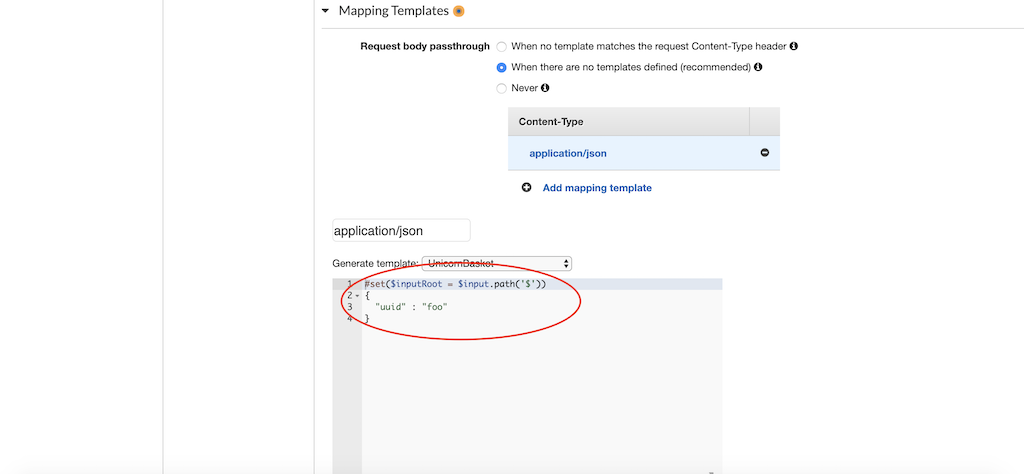 Mapping Templates
Request body passthrough When no template matches the request Content-Type header
When there are no templates defined (recommended)
Never
Content-Type
application/json
Add mapping template
application/json
Generate template: UnicornBasket
1 #set($inputRoot = $input.path('$'))
2 {
3 "uuid" : "foo"
4 }